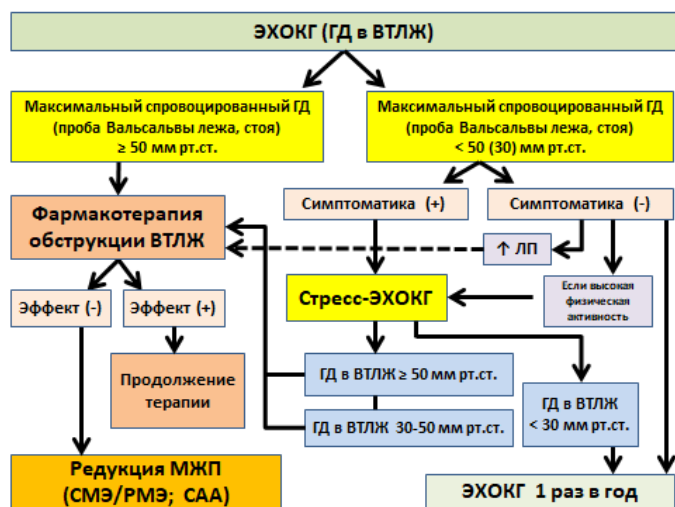 ЭХОКГ (ГД в ВТЛЖ)
Максимальный спровоцированный ГД
(проба Вальсальвы лежа, стоя)
≥ 50 мм рт.ст.
Максимальный спровоцированный ГД
(проба Вальсальвы лежа, стоя)
< 50 (30) мм рт.ст.
Симптоматика (+)
Симптоматика (-)
Фармакотерапия
обструкции ВТЛЖ
↑ ЛП
Эффект (-)
Эффект (+)
Стресс-ЭХОКГ
Если высокая
физическая
активность
Продолжение
терапии
ГД в ВТЛЖ ≥ 50 мм рт.ст.
ГД в ВТЛЖ 30-50 мм рт.ст.
ГД в ВТЛЖ
< 30 мм рт.ст.
Редукция МЖП
(СМЭ/РМЭ; САА)
ЭХОКГ 1 раз в год